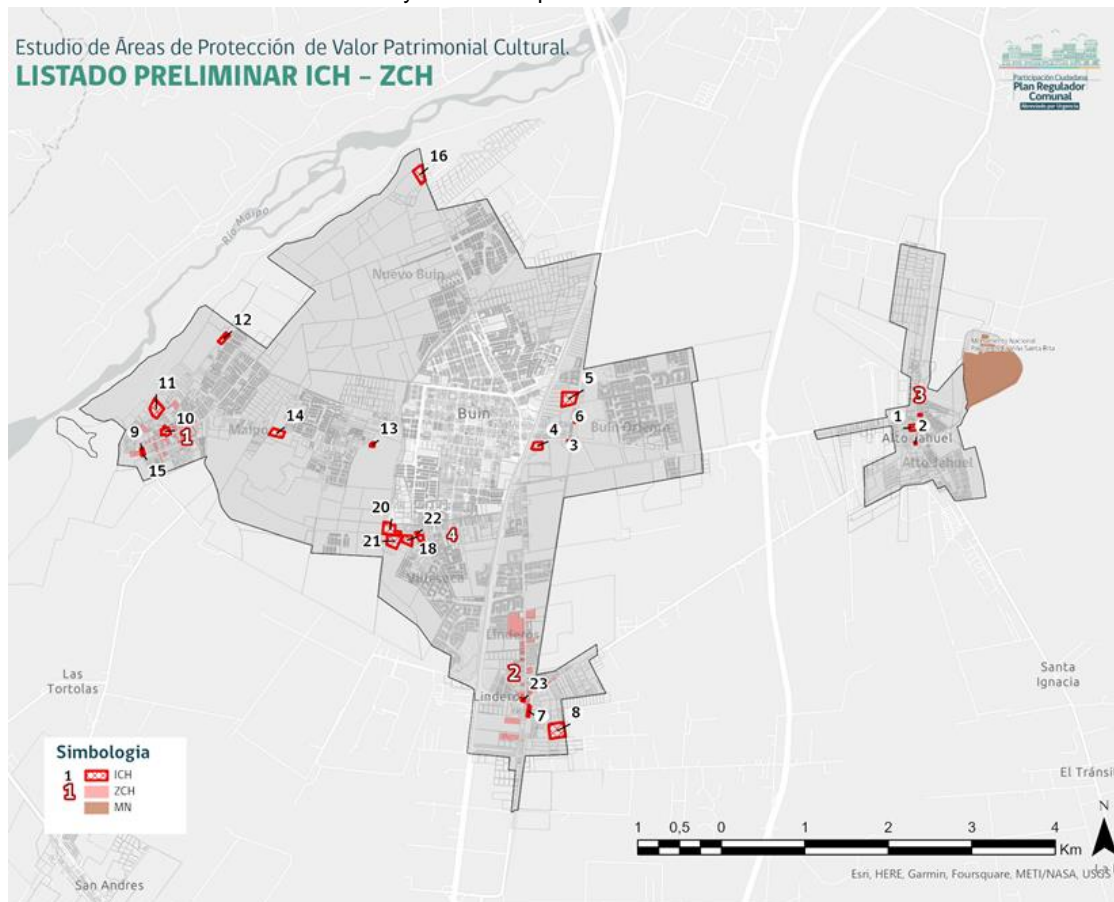 Estudio de Áreas de Protección de Valor Patrimonial Cultural.
LISTADO PRELIMINAR ICH – ZCH
Participación Ciudadana
Plan Regulador
Comunal
16
Río Maipo
Nuevo Buin
12
11
10
9
1
15
Maipo
14
13
Buin
5
6
4
3
Buin Oriente
3
1
2
Alto Jahuel
Alto Jahuel
20
22
21
18
4
Linderos
2
23
Linderos
7
8
Las
Tortolas
Santa
Ignacia
El Tránsi
San Andres
Simbologia
1 ICH
1 ZCH
MN
1 0,5 0 1 2 3 4
Km
N
Esri, HERE, Garmin, Foursquare, METI/NASA, USGS